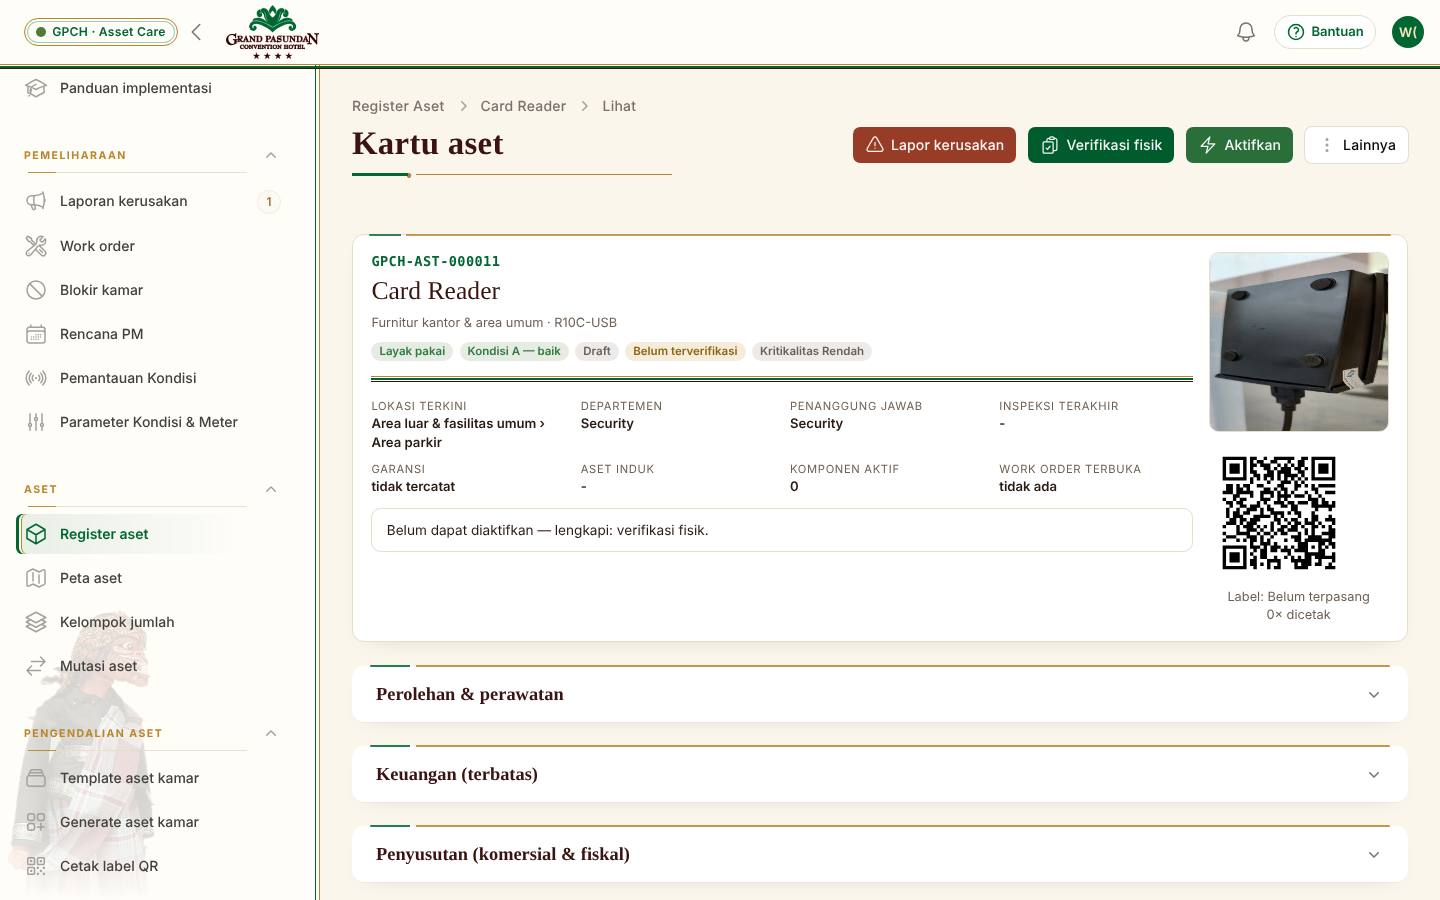 GPCH · Asset Care
GRAND PASUNDAN
CONVENTION HOTEL
Bantuan
W(
Panduan implementasi
PEMELIHARAAN
Laporan kerusakan
1
Work order
Blokir kamar
Rencana PM
Pemantauan Kondisi
Parameter Kondisi & Meter
ASET
Register aset
Peta aset
Kelompok jumlah
Mutasi aset
PENGENDALIAN ASET
Template aset kamar
Generate aset kamar
Cetak label QR
Register Aset
Card Reader
Lihat
Kartu aset
Lapor kerusakan
Verifikasi fisik
Aktifkan
Lainnya
GPCH-AST-000011
Card Reader
Furnitur kantor & area umum · R10C-USB
Layak pakai
Kondisi A — baik
Draft
Belum terverifikasi
Kritikalitas Rendah
LOKASI TERKINI
Area luar & fasilitas umum ›
Area parkir
DEPARTEMEN
Security
PENANGGUNG JAWAB
Security
INSPEKSI TERAKHIR
-
GARANSI
tidak tercatat
ASET INDUK
-
KOMPONEN AKTIF
0
WORK ORDER TERBUKA
tidak ada
Belum dapat diaktifkan — lengkapi: verifikasi fisik.
Label: Belum terpasang
0× dicetak
Perolehan & perawatan
Keuangan (terbatas)
Penyusutan (komersial & fiskal)